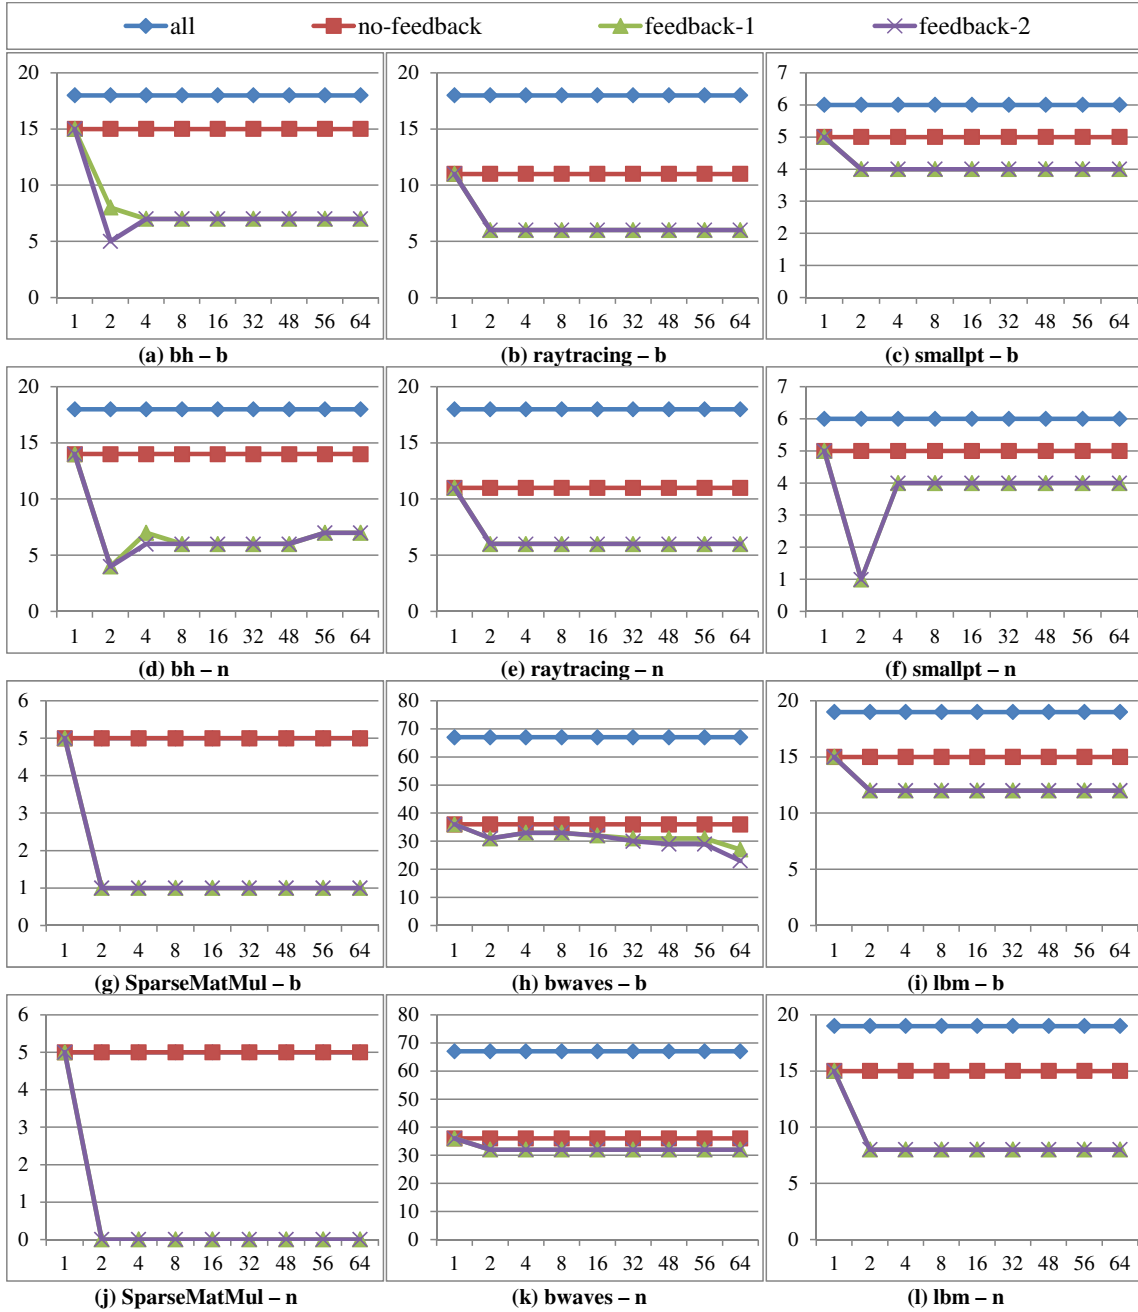 all no-feedback feedback-1 feedback-2
20 15 10 5 0
1 2 4 8 16 32 48 56 64
(a) bh – b
20 15 10 5 0
1 2 4 8 16 32 48 56 64
(b) raytracing – b
7 6 5 4 3 2 1 0
1 2 4 8 16 32 48 56 64
(c) smallpt – b
20 15 10 5 0
1 2 4 8 16 32 48 56 64
(d) bh – n
20 15 10 5 0
1 2 4 8 16 32 48 56 64
(e) raytracing – n
7 6 5 4 3 2 1 0
1 2 4 8 16 32 48 56 64
(f) smallpt – n
6 5 4 3 2 1 0
1 2 4 8 16 32 48 56 64
(g) SparseMatMul – b
80 70 60 50 40 30 20 10 0
1 2 4 8 16 32 48 56 64
(h) bwaves – b
20 15 10 5 0
1 2 4 8 16 32 48 56 64
(i) lbm – b
6 5 4 3 2 1 0
1 2 4 8 16 32 48 56 64
(j) SparseMatMul – n
80 70 60 50 40 30 20 10 0
1 2 4 8 16 32 48 56 64
(k) bwaves – n
20 15 10 5 0
1 2 4 8 16 32 48 56 64
(l) lbm – n